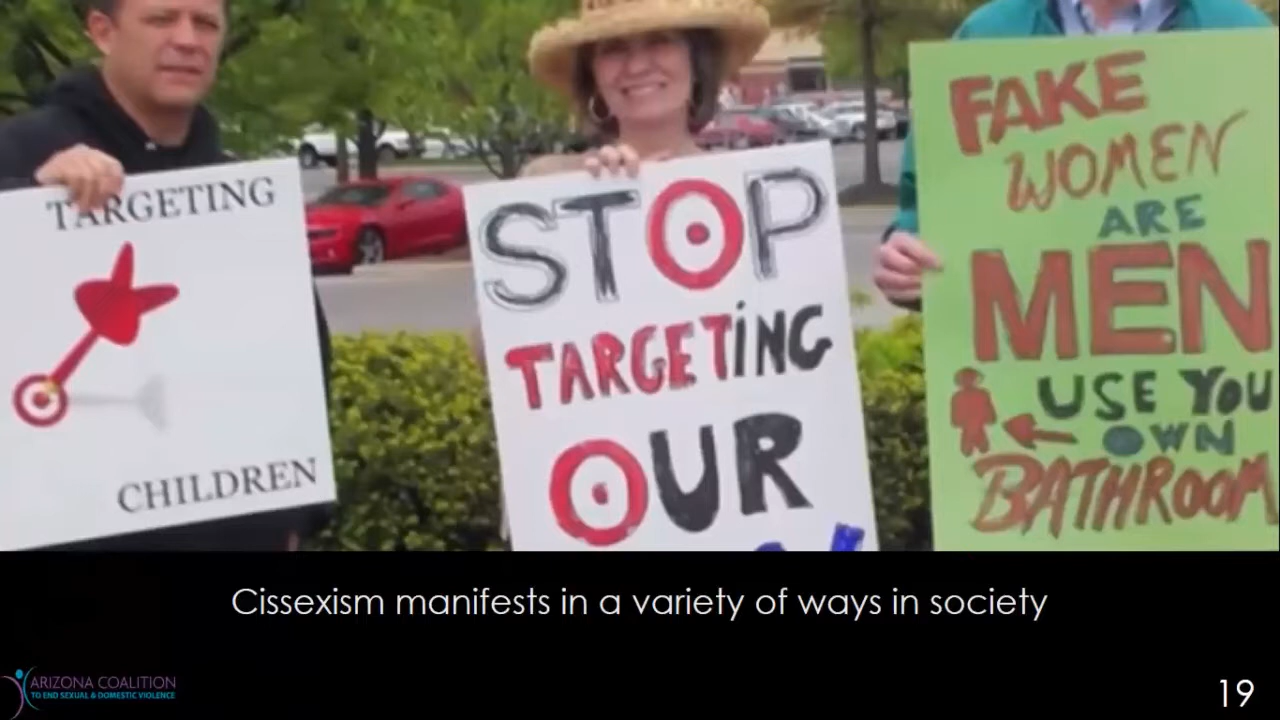 TARGETING
CHILDREN
STOP
TARGETiNG
OUR
FAKE
WOMEN
ARE
MEN
USE YOU
OWN
BATHROOM
Cissexism manifests in a variety of ways in society
ARIZONA COALITION
TO END SEXUAL & DOMESTIC VIOLENCE
19